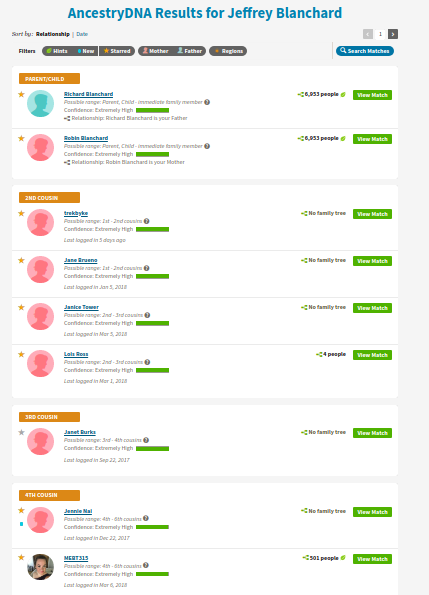 AncestryDNA Results for Jeffrey Blanchard
Sort by: Relationship | Date
1
Filters Hints New Starred Mother Father Regions Search Matches
PARENT/CHILD
Richard Blanchard 6,953 people View Match
Possible range: Parent, Child - immediate family member ?
Confidence: Extremely High
Relationship: Richard Blanchard is your Father
Robin Blanchard 6,953 people View Match
Possible range: Parent, Child - immediate family member ?
Confidence: Extremely High
Relationship: Robin Blanchard is your Mother
2ND COUSIN
trekbyke No family tree View Match
Possible range: 1st - 2nd cousins ?
Confidence: Extremely High
Last logged in 5 days ago
Jane Brueno No family tree View Match
Possible range: 1st - 2nd cousins ?
Confidence: Extremely High
Last logged in Jan 5, 2018
Janice Tower No family tree View Match
Possible range: 2nd - 3rd cousins ?
Confidence: Extremely High
Last logged in Mar 5, 2018
Lois Ross 4 people View Match
Possible range: 2nd - 3rd cousins ?
Confidence: Extremely High
Last logged in Mar 1, 2018
3RD COUSIN
Janet Burks No family tree View Match
Possible range: 3rd - 4th cousins ?
Confidence: Extremely High
Last logged in Sep 22, 2017
4TH COUSIN
Jennie Nal No family tree View Match
Possible range: 4th - 6th cousins ?
Confidence: Extremely High
Last logged in Dec 22, 2017
MEBT315 501 people View Match
Possible range: 4th - 6th cousins ?
Confidence: Extremely High
Last logged in Mar 6, 2018